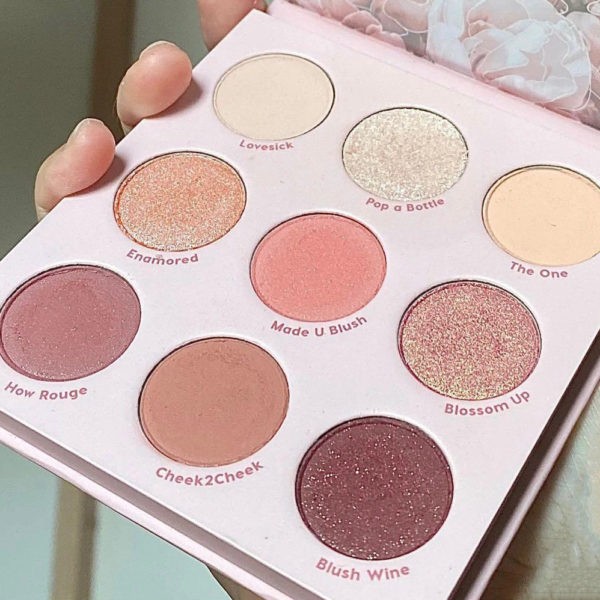 Lovesick
Pop a Bottle
The One
Enamored
Made U Blush
Blossom Up
How Rouge
Cheek2Cheek
Blush Wine